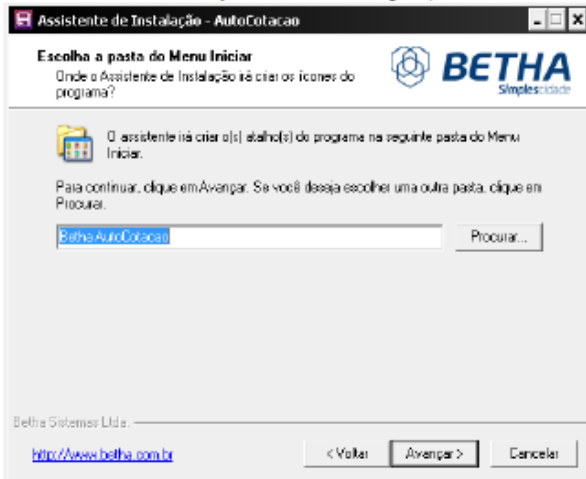 Assistente de Instalação - AutoCotacao
Escolha a pasta do Menu Iniciar
Onde o Assistente de Instalação irá criar os ícones do
programa?
BETHA
Simplescidade
O assistente irá criar o(s) atalho(s) do programa na seguinte pasta do Menu
Iniciar.
Para continuar, clique em Avançar. Se você deseja escolher uma outra pasta, clique em
Procurar.
Betha AutoCotacao
Procurar...
Betha Sistemas Ltda.
http://www.betha.com.br
< Voltar
Avançar >
Cancelar